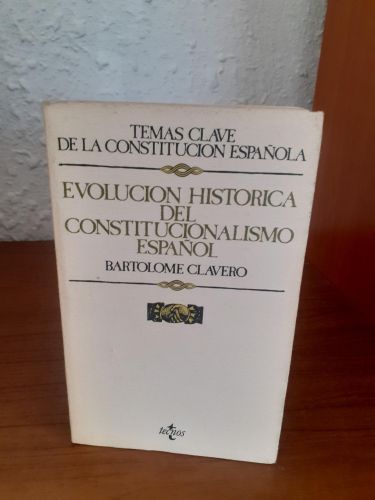 TEMAS CLAVE
DE LA CONSTITUCION ESPAÑOLA
EVOLUCION HISTORICA
DEL
CONSTITUCIONALISMO
ESPAÑOL
BARTOLOME CLAVERO
tecnos